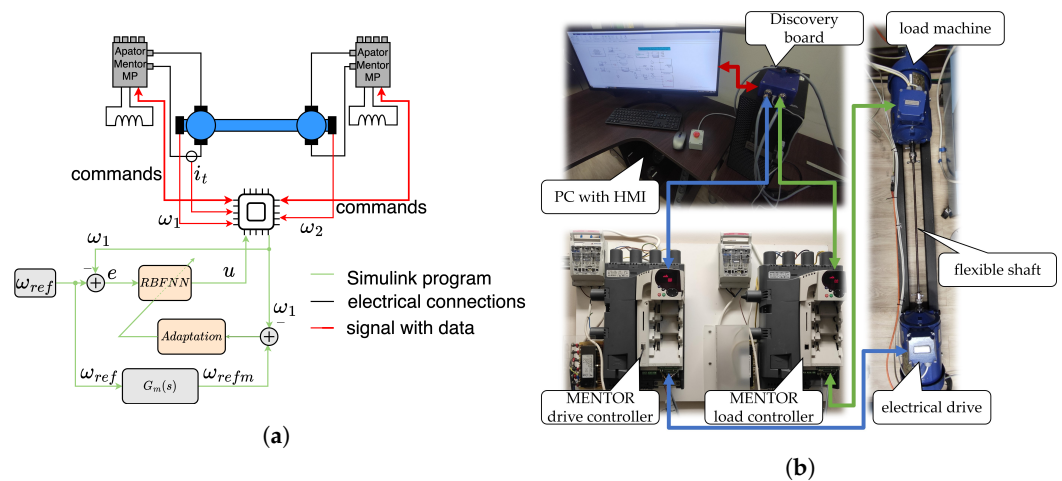 Apator
Mentor
MP
Apator
Mentor
MP
commands
i_t
commands
ω_1
ω_2
ω_1
−
e
RBFNN
u
ω_ref
+
Simulink program
electrical connections
signal with data
ω_1
−
+
Adaptation
ω_ref
G_m(s)
ω_refm
(a)
Discovery
board
load machine
PC with HMI
flexible shaft
MENTOR
drive controller
MENTOR
load controller
electrical drive
(b)